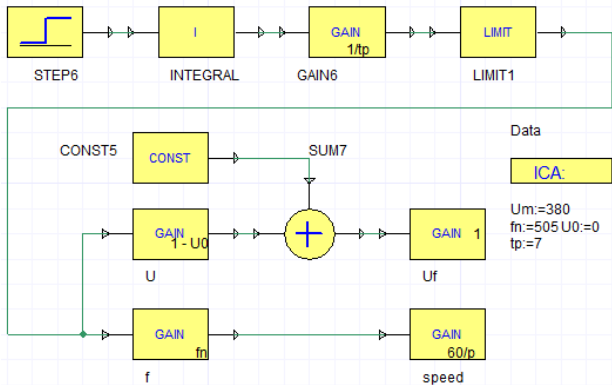 I
GAIN
1/tp
LIMIT
STEP6
INTEGRAL
GAIN6
LIMIT1
Data
CONST5
CONST
SUM7
ICA:
Um:=380
fn:=505 U0:=0
tp:=7
GAIN
1 - U0
GAIN 1
U
Uf
GAIN
fn
GAIN
60/p
f
speed